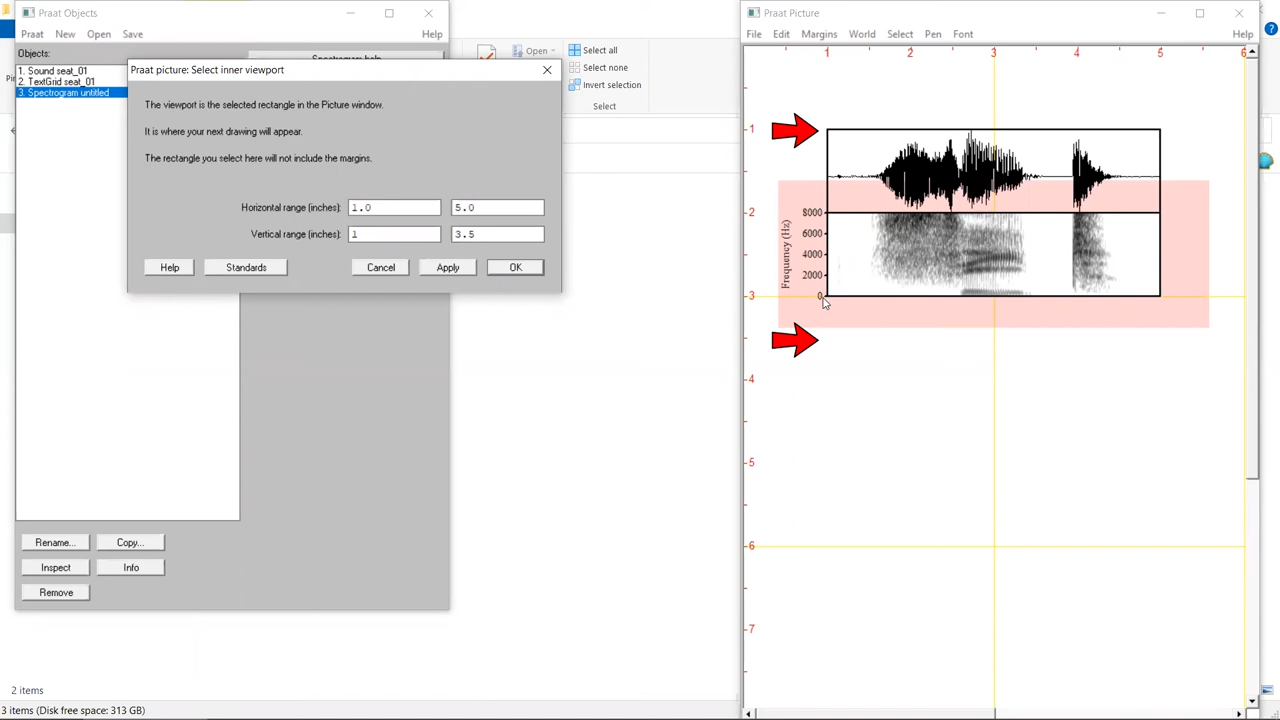 Praat Objects
Praat New Open Save Help
Objects:
1. Sound seat_01
2. TextGrid seat_01
3. Spectrogram untitled
Open
Select all
Select none
Invert selection
Select
Praat picture: Select inner viewport
The viewport is the selected rectangle in the Picture window.
It is where your next drawing will appear.
The rectangle you select here will not include the margins.
Horizontal range (inches): 1.0 5.0
Vertical range (inches): 1 3.5
Help Standards Cancel Apply OK
Rename... Copy...
Inspect Info
Remove
2 items
3 items (Disk free space: 313 GB)
Praat Picture
File Edit Margins World Select Pen Font Help
1 2 3 4 5 6
1
2
3
4
5
6
7
Frequency (Hz)
8000
6000
4000
2000
0